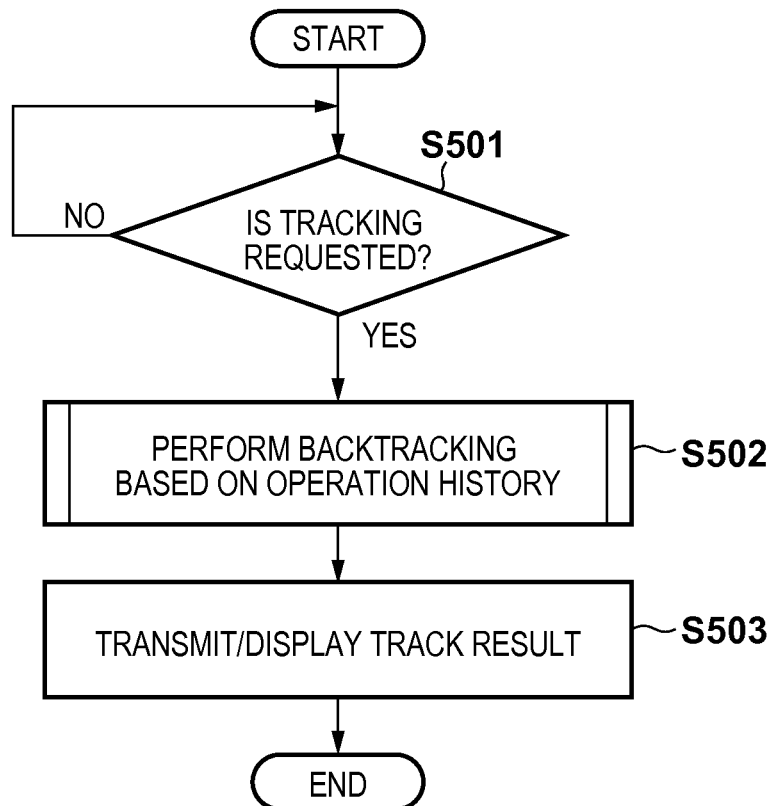 START
S501
NO
IS TRACKING
REQUESTED?
YES
PERFORM BACKTRACKING
BASED ON OPERATION HISTORY
S502
TRANSMIT/DISPLAY TRACK RESULT
S503
END